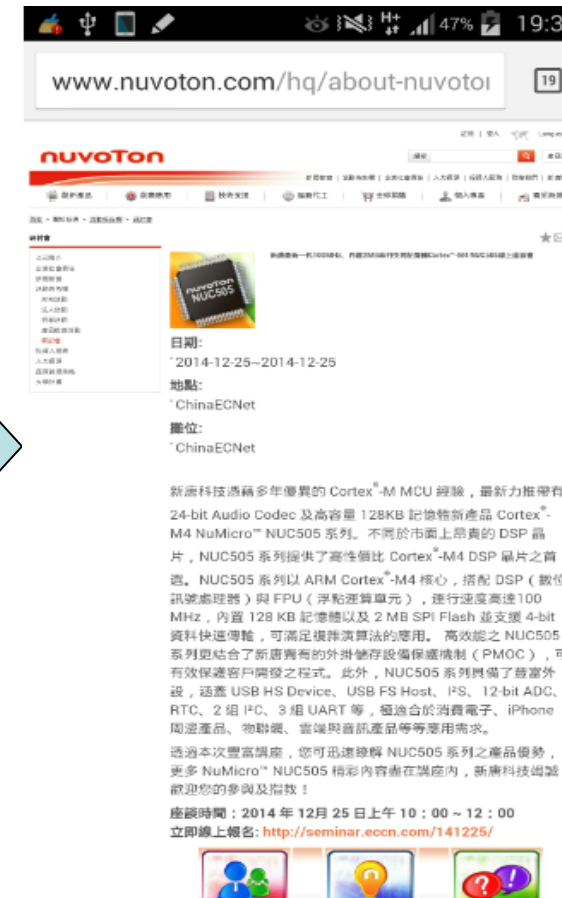 47%
19:3
www.nuvoton.com/hq/about-nuvotoı
19
nuvoTon
nuvoTon
NUC505
日期:
2014-12-25~2014-12-25
地點:
ChinaECNet
攤位:
ChinaECNet
新唐科技憑藉多年優異的 Cortex®-M MCU 經驗,最新力推帶有
24-bit Audio Codec 及高容量 128KB 記憶體新產品 Cortex®-
M4 NuMicro™ NUC505 系列。不同於市面上昂貴的 DSP 晶
片,NUC505 系列提供了高性價比 Cortex®-M4 DSP 晶片之首
選。NUC505 系列以 ARM Cortex®-M4 核心,搭配 DSP(數位
訊號處理器)與 FPU(浮點運算單元),運行速度高達100
MHz,內置 128 KB 記憶體以及 2 MB SPI Flash 並支援 4-bit
資料快速傳輸,可滿足複雜演算法的應用。 高效能之 NUC505
系列更結合了新唐獨有的外掛儲存設備保護機制(PMOC),可
有效保護客戶開發之程式。此外,NUC505 系列具備了豐富外
設,涵蓋 USB HS Device、USB FS Host、I²S、12-bit ADC、
RTC、2 組 I²C、3 組 UART 等,極適合於消費電子、iPhone
周邊產品、物聯網、雲端與音訊產品等等應用需求。
透過本次豐富講座,您可迅速瞭解 NUC505 系列之產品優勢,
更多 NuMicro™ NUC505 精彩內容盡在講座內,新唐科技竭誠
歡迎您的參與及指教!
座談時間:2014 年 12月 25 日上午 10:00 ~ 12:00
立即線上報名: http://seminar.eccn.com/141225/